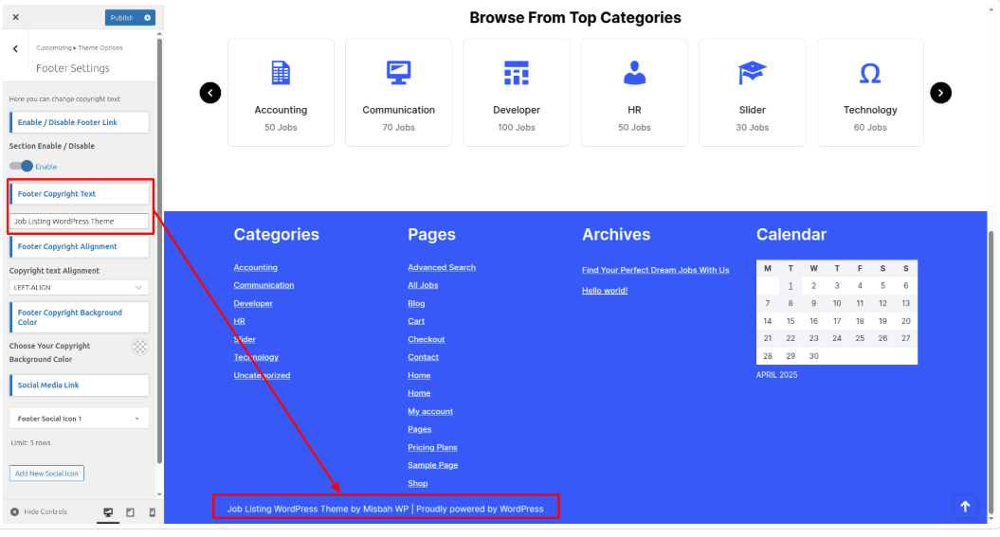 Publish
Customizing ▸ Theme Options
Footer Settings
Here you can change copyright text
Enable / Disable Footer Link
Section Enable / Disable
Enable
Footer Copyright Text
Job Listing WordPress Theme
Footer Copyright Alignment
Copyright text Alignment
LEFT-ALIGN
Footer Copyright Background
Color
Choose Your Copyright
Background Color
Social Media Link
Footer Social Icon 1
Limit: 5 rows
Add New Social Icon
Hide Controls
Browse From Top Categories
Accounting
50 Jobs
Communication
70 Jobs
Developer
100 Jobs
HR
50 Jobs
Slider
30 Jobs
Technology
60 Jobs
Categories
Accounting
Communication
Developer
HR
Slider
Technology
Uncategorized
Pages
Advanced Search
All Jobs
Blog
Cart
Checkout
Contact
Home
Home
My account
Pages
Pricing Plans
Sample Page
Shop
Archives
Find Your Perfect Dream Jobs With Us
Hello world!
Calendar
M T W T F S S
1 2 3 4 5 6
7 8 9 10 11 12 13
14 15 16 17 18 19 20
21 22 23 24 25 26 27
28 29 30
APRIL 2025
Job Listing WordPress Theme by Misbah WP | Proudly powered by WordPress